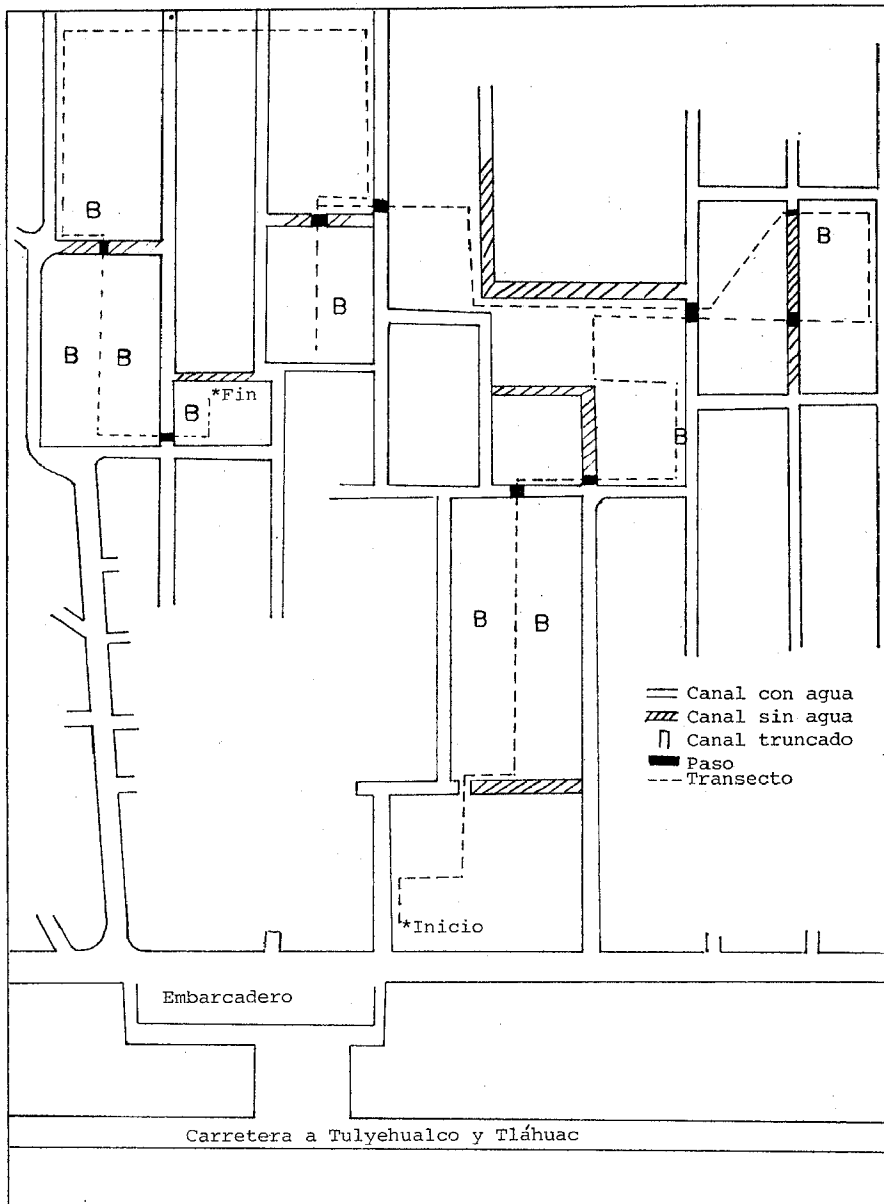 B
B
B
B
B
B
*Fin
B
B
B
B
Canal con agua
Canal sin agua
Canal truncado
Paso
Transecto
*Inicio
Embarcadero
Carretera a Tulyehualco y Tláhuac